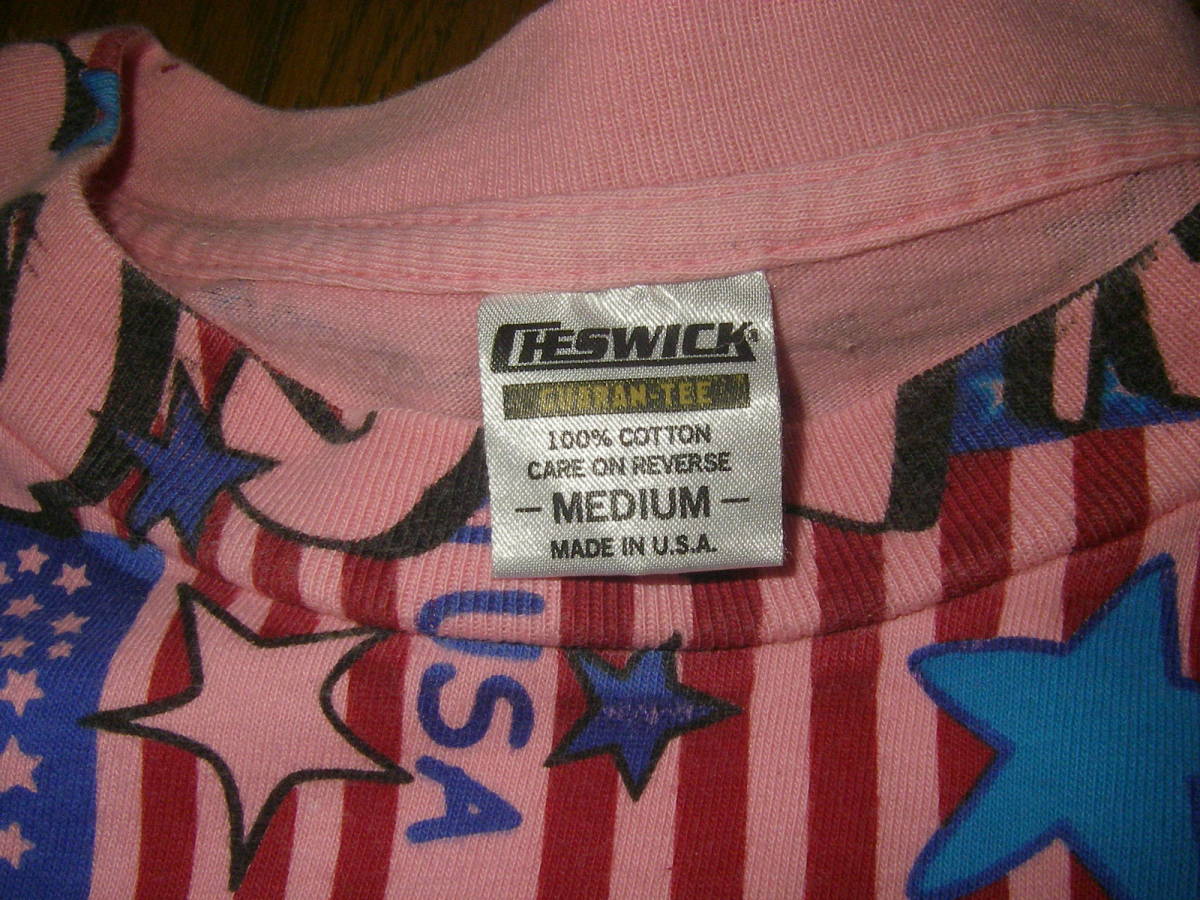 CHESWICK
GUARAN-TEE
100% COTTON
CARE ON REVERSE
- MEDIUM -
MADE IN U.S.A.
USA